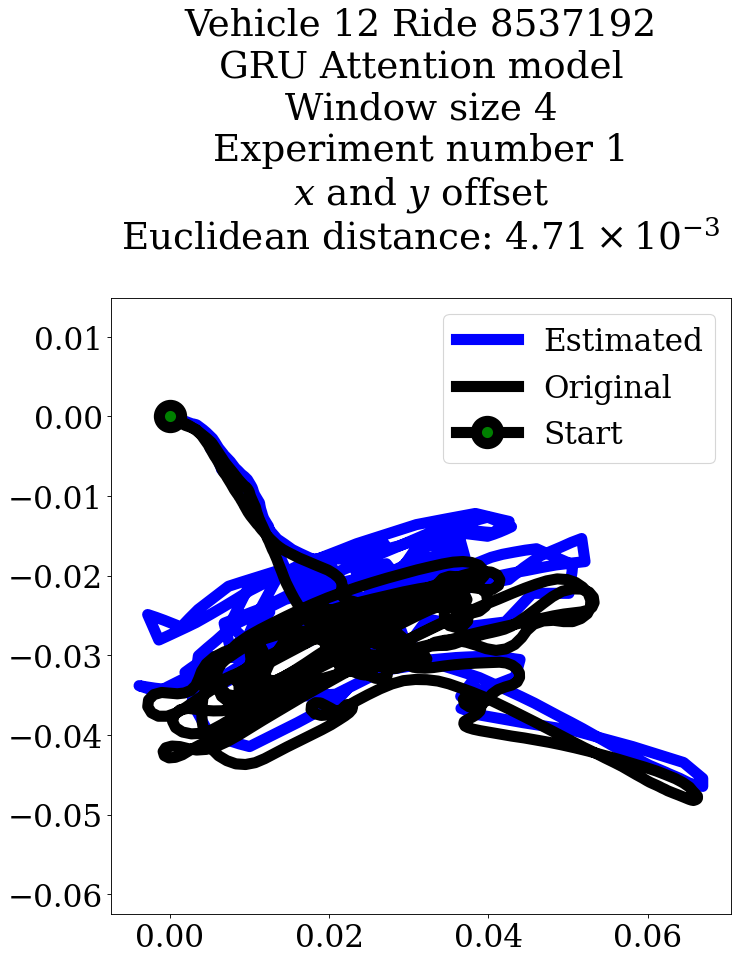 Vehicle 12 Ride 8537192
GRU Attention model
Window size 4
Experiment number 1
x and y offset
Euclidean distance: 4.71 × 10⁻³
Estimated
Original
Start
0.01
0.00
−0.01
−0.02
−0.03
−0.04
−0.05
−0.06
0.00 0.02 0.04 0.06